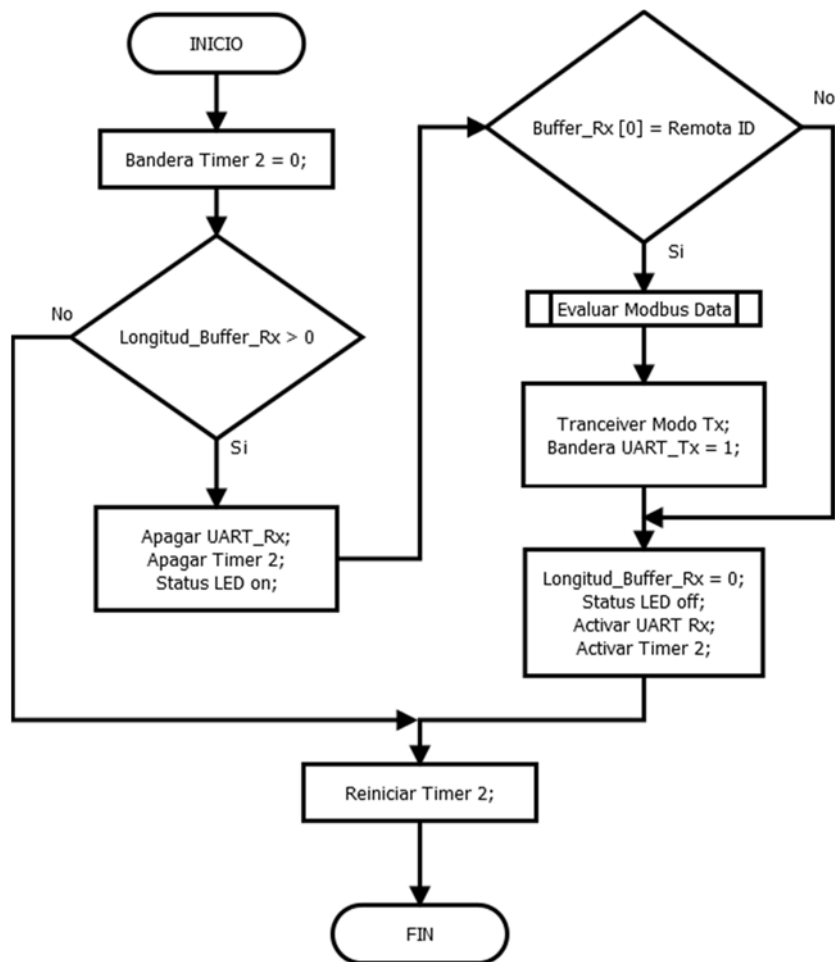 INICIO
Bandera Timer 2 = 0;
No
Longitud_Buffer_Rx > 0
Si
Apagar UART_Rx;
Apagar Timer 2;
Status LED on;
Buffer_Rx [0] = Remota ID
No
Si
Evaluar Modbus Data
Tranceiver Modo Tx;
Bandera UART_Tx = 1;
Longitud_Buffer_Rx = 0;
Status LED off;
Activar UART Rx;
Activar Timer 2;
Reiniciar Timer 2;
FIN